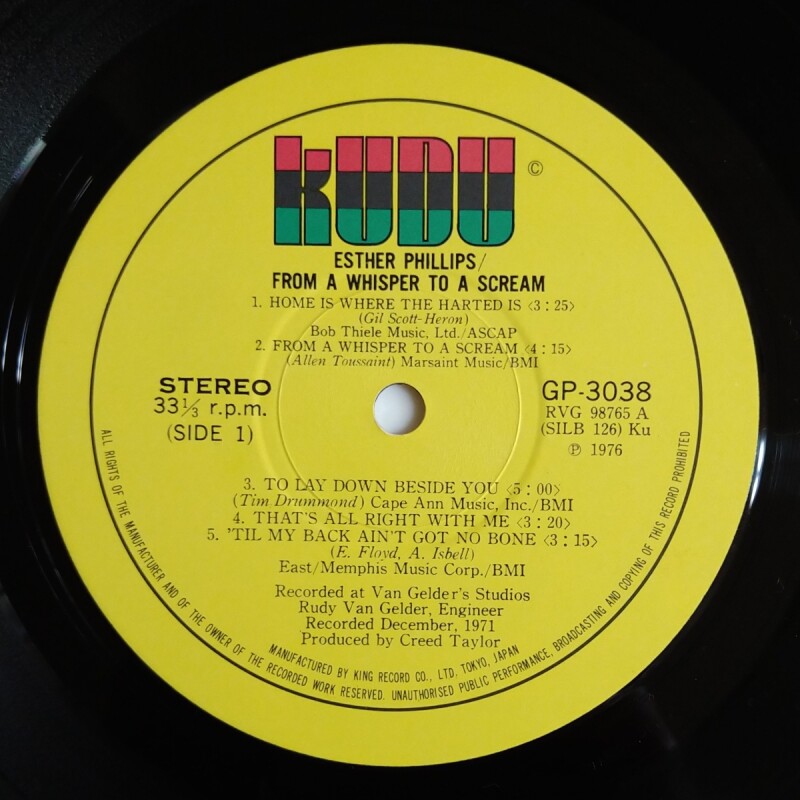 KUDU ©
ESTHER PHILLIPS/
FROM A WHISPER TO A SCREAM
1. HOME IS WHERE THE HARTED IS <3:25>
(Gil Scott-Heron)
Bob Thiele Music, Ltd./ASCAP
2. FROM A WHISPER TO A SCREAM <4:15>
(Allen Toussaint) Marsaint Music/BMI
STEREO
33⅓ r.p.m.
(SIDE 1)
GP-3038
RVG 98765 A
(SILB 126) Ku
℗ 1976
3. TO LAY DOWN BESIDE YOU <5:00>
(Tim Drummond) Cape Ann Music, Inc./BMI
4. THAT'S ALL RIGHT WITH ME <3:20>
5. 'TIL MY BACK AIN'T GOT NO BONE <3:15>
(E. Floyd, A. Isbell)
East/Memphis Music Corp./BMI
Recorded at Van Gelder's Studios
Rudy Van Gelder, Engineer
Recorded December, 1971
Produced by Creed Taylor
MANUFACTURED BY KING RECORD CO., LTD, TOKYO, JAPAN
ALL RIGHTS OF THE MANUFACTURER AND OF THE OWNER OF THE RECORDED WORK RESERVED. UNAUTHORISED PUBLIC PERFORMANCE, BROADCASTING AND COPYING OF THIS RECORD PROHIBITED